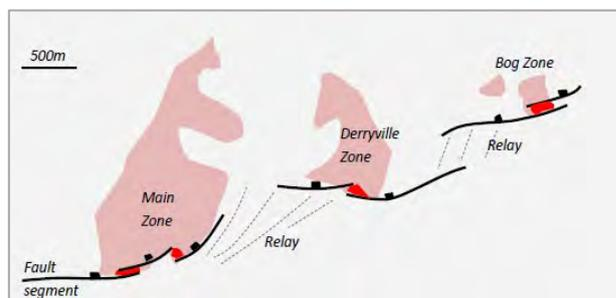 500m
Bog Zone
Derryville
Zone
Relay
Main
Zone
Relay
Fault
segment